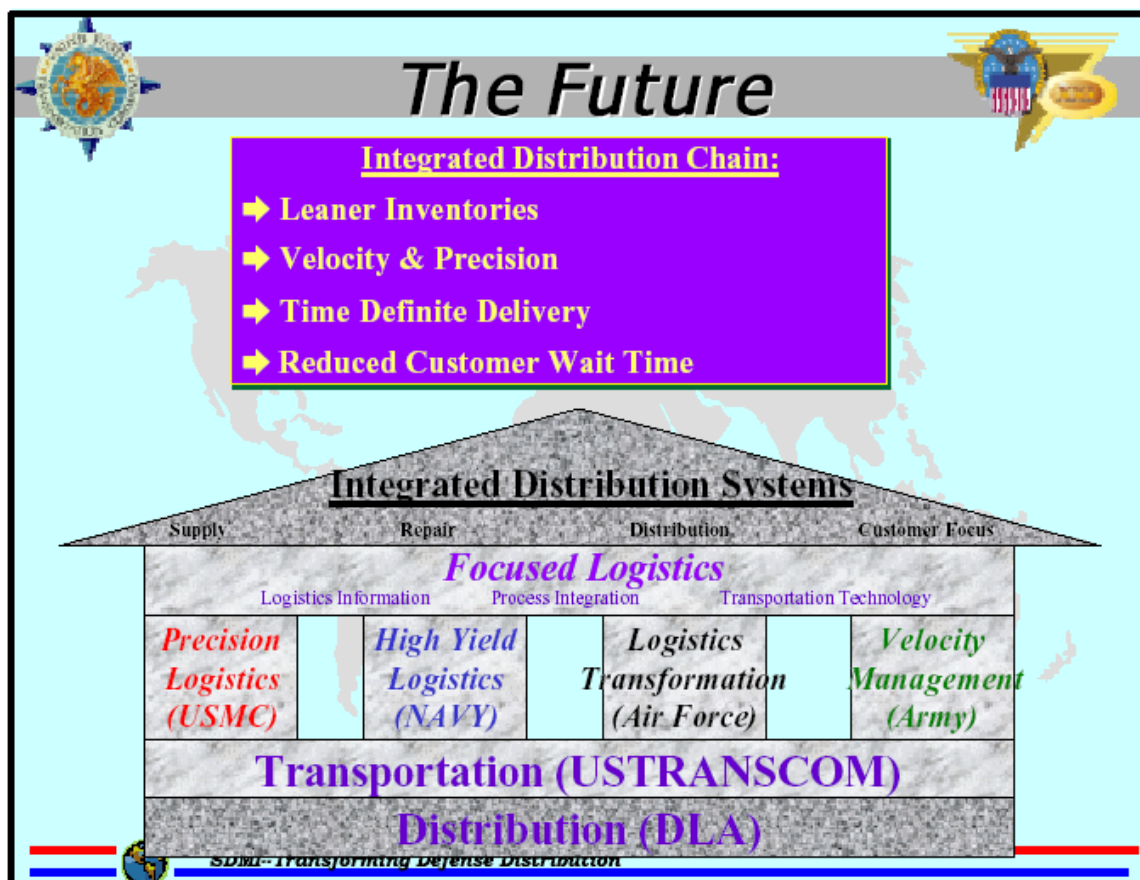 The Future
Integrated Distribution Chain:
Leaner Inventories
Velocity & Precision
Time Definite Delivery
Reduced Customer Wait Time
Integrated Distribution Systems
Supply Repair Distribution Customer Focus
Focused Logistics
Logistics Information Process Integration Transportation Technology
Precision
Logistics
(USMC)
High Yield
Logistics
(NAVY)
Logistics
Transformation
(Air Force)
Velocity
Management
(Army)
Transportation (USTRANSCOM)
Distribution (DLA)
SDMI--Transforming Defense Distribution